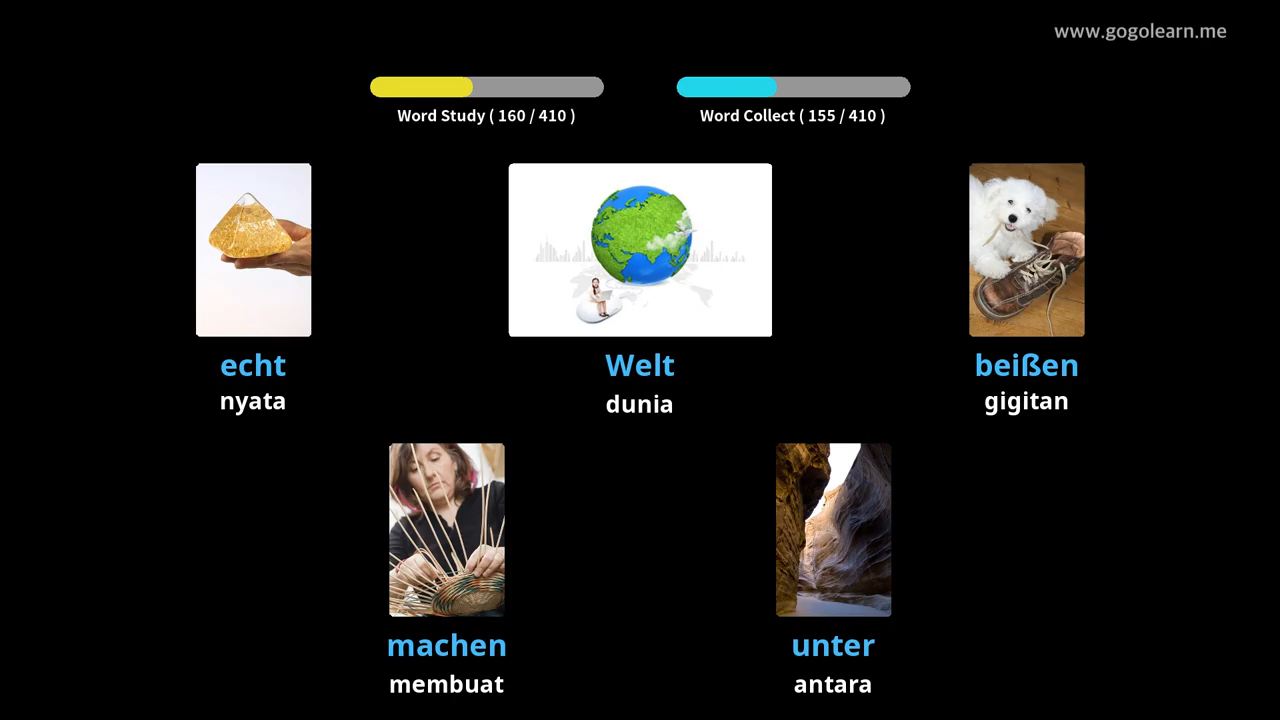 www.gogolearn.me
Word Study ( 160 / 410 )
Word Collect ( 155 / 410 )
echt
nyata
Welt
dunia
beißen
gigitan
machen
membuat
unter
antara